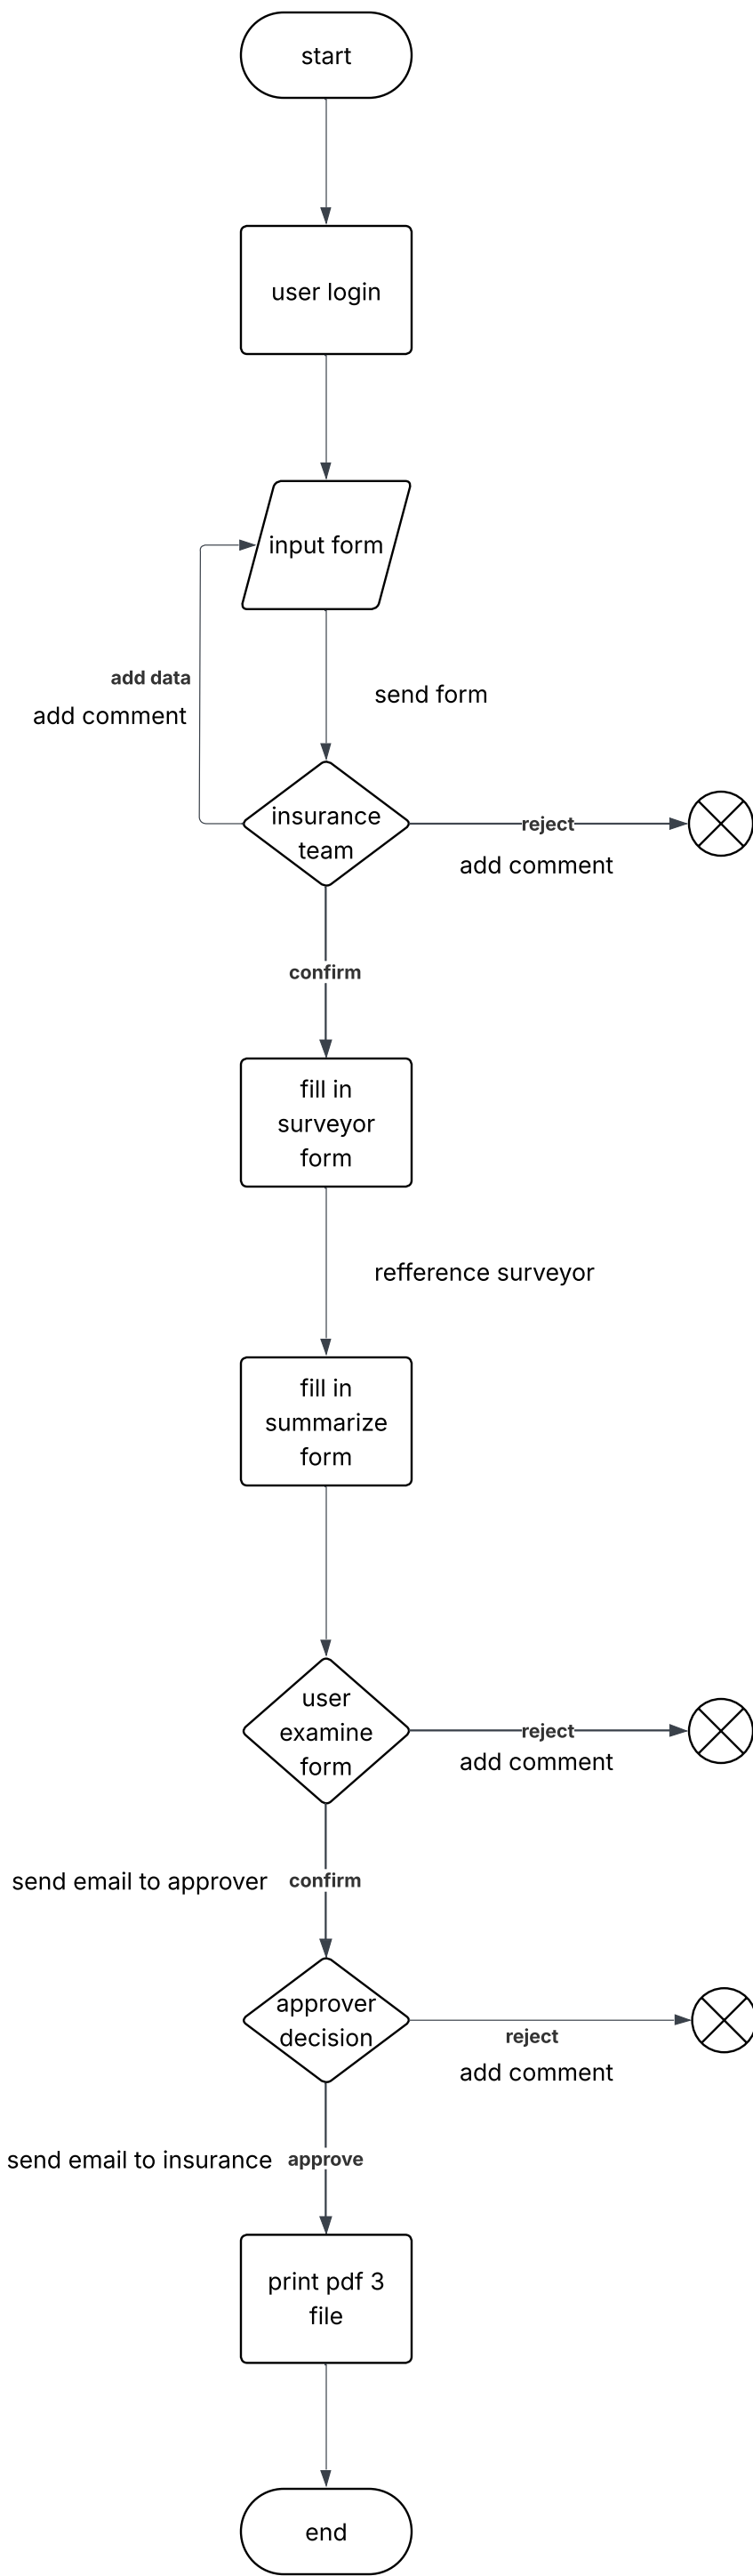 start
user login
input form
add data
add comment
send form
insurance
team
reject
add comment
confirm
fill in
surveyor
form
refference surveyor
fill in
summarize
form
user
examine
form
reject
add comment
send email to approver
confirm
approver
decision
reject
add comment
send email to insurance
approve
print pdf 3
file
end